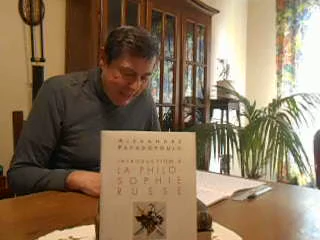 ALEXANDRE
PAPADOPOULO
INTRODUCTION À
LA PHILO
SOPHIE
RUSSE